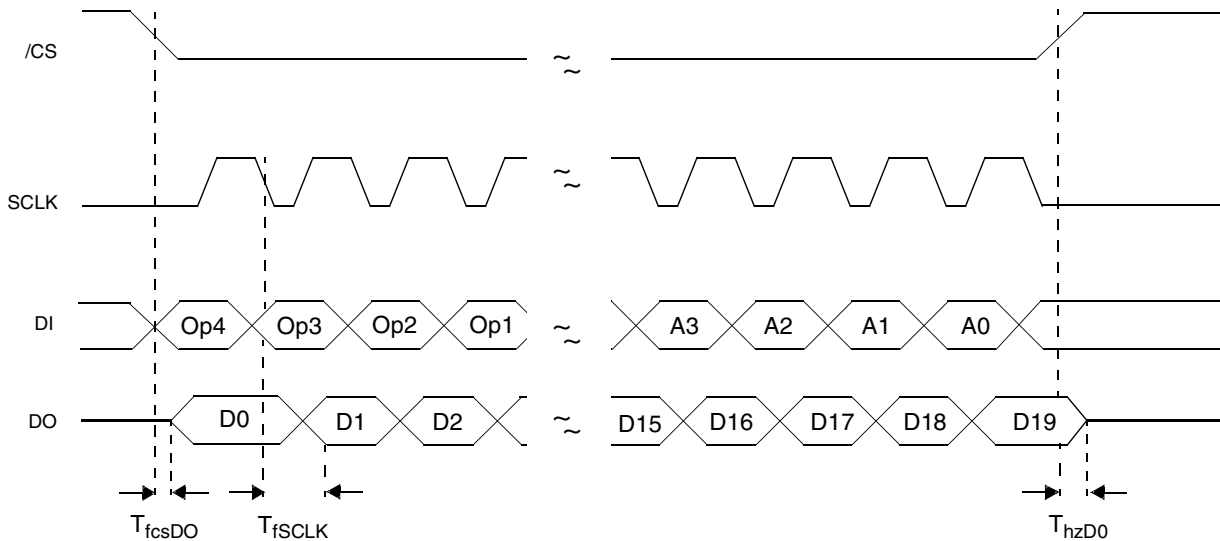 /CS
SCLK
DI Op4 Op3 Op2 Op1 A3 A2 A1 A0
DO D0 D1 D2 D15 D16 D17 D18 D19
TfcsDO TfSCLK ThzD0